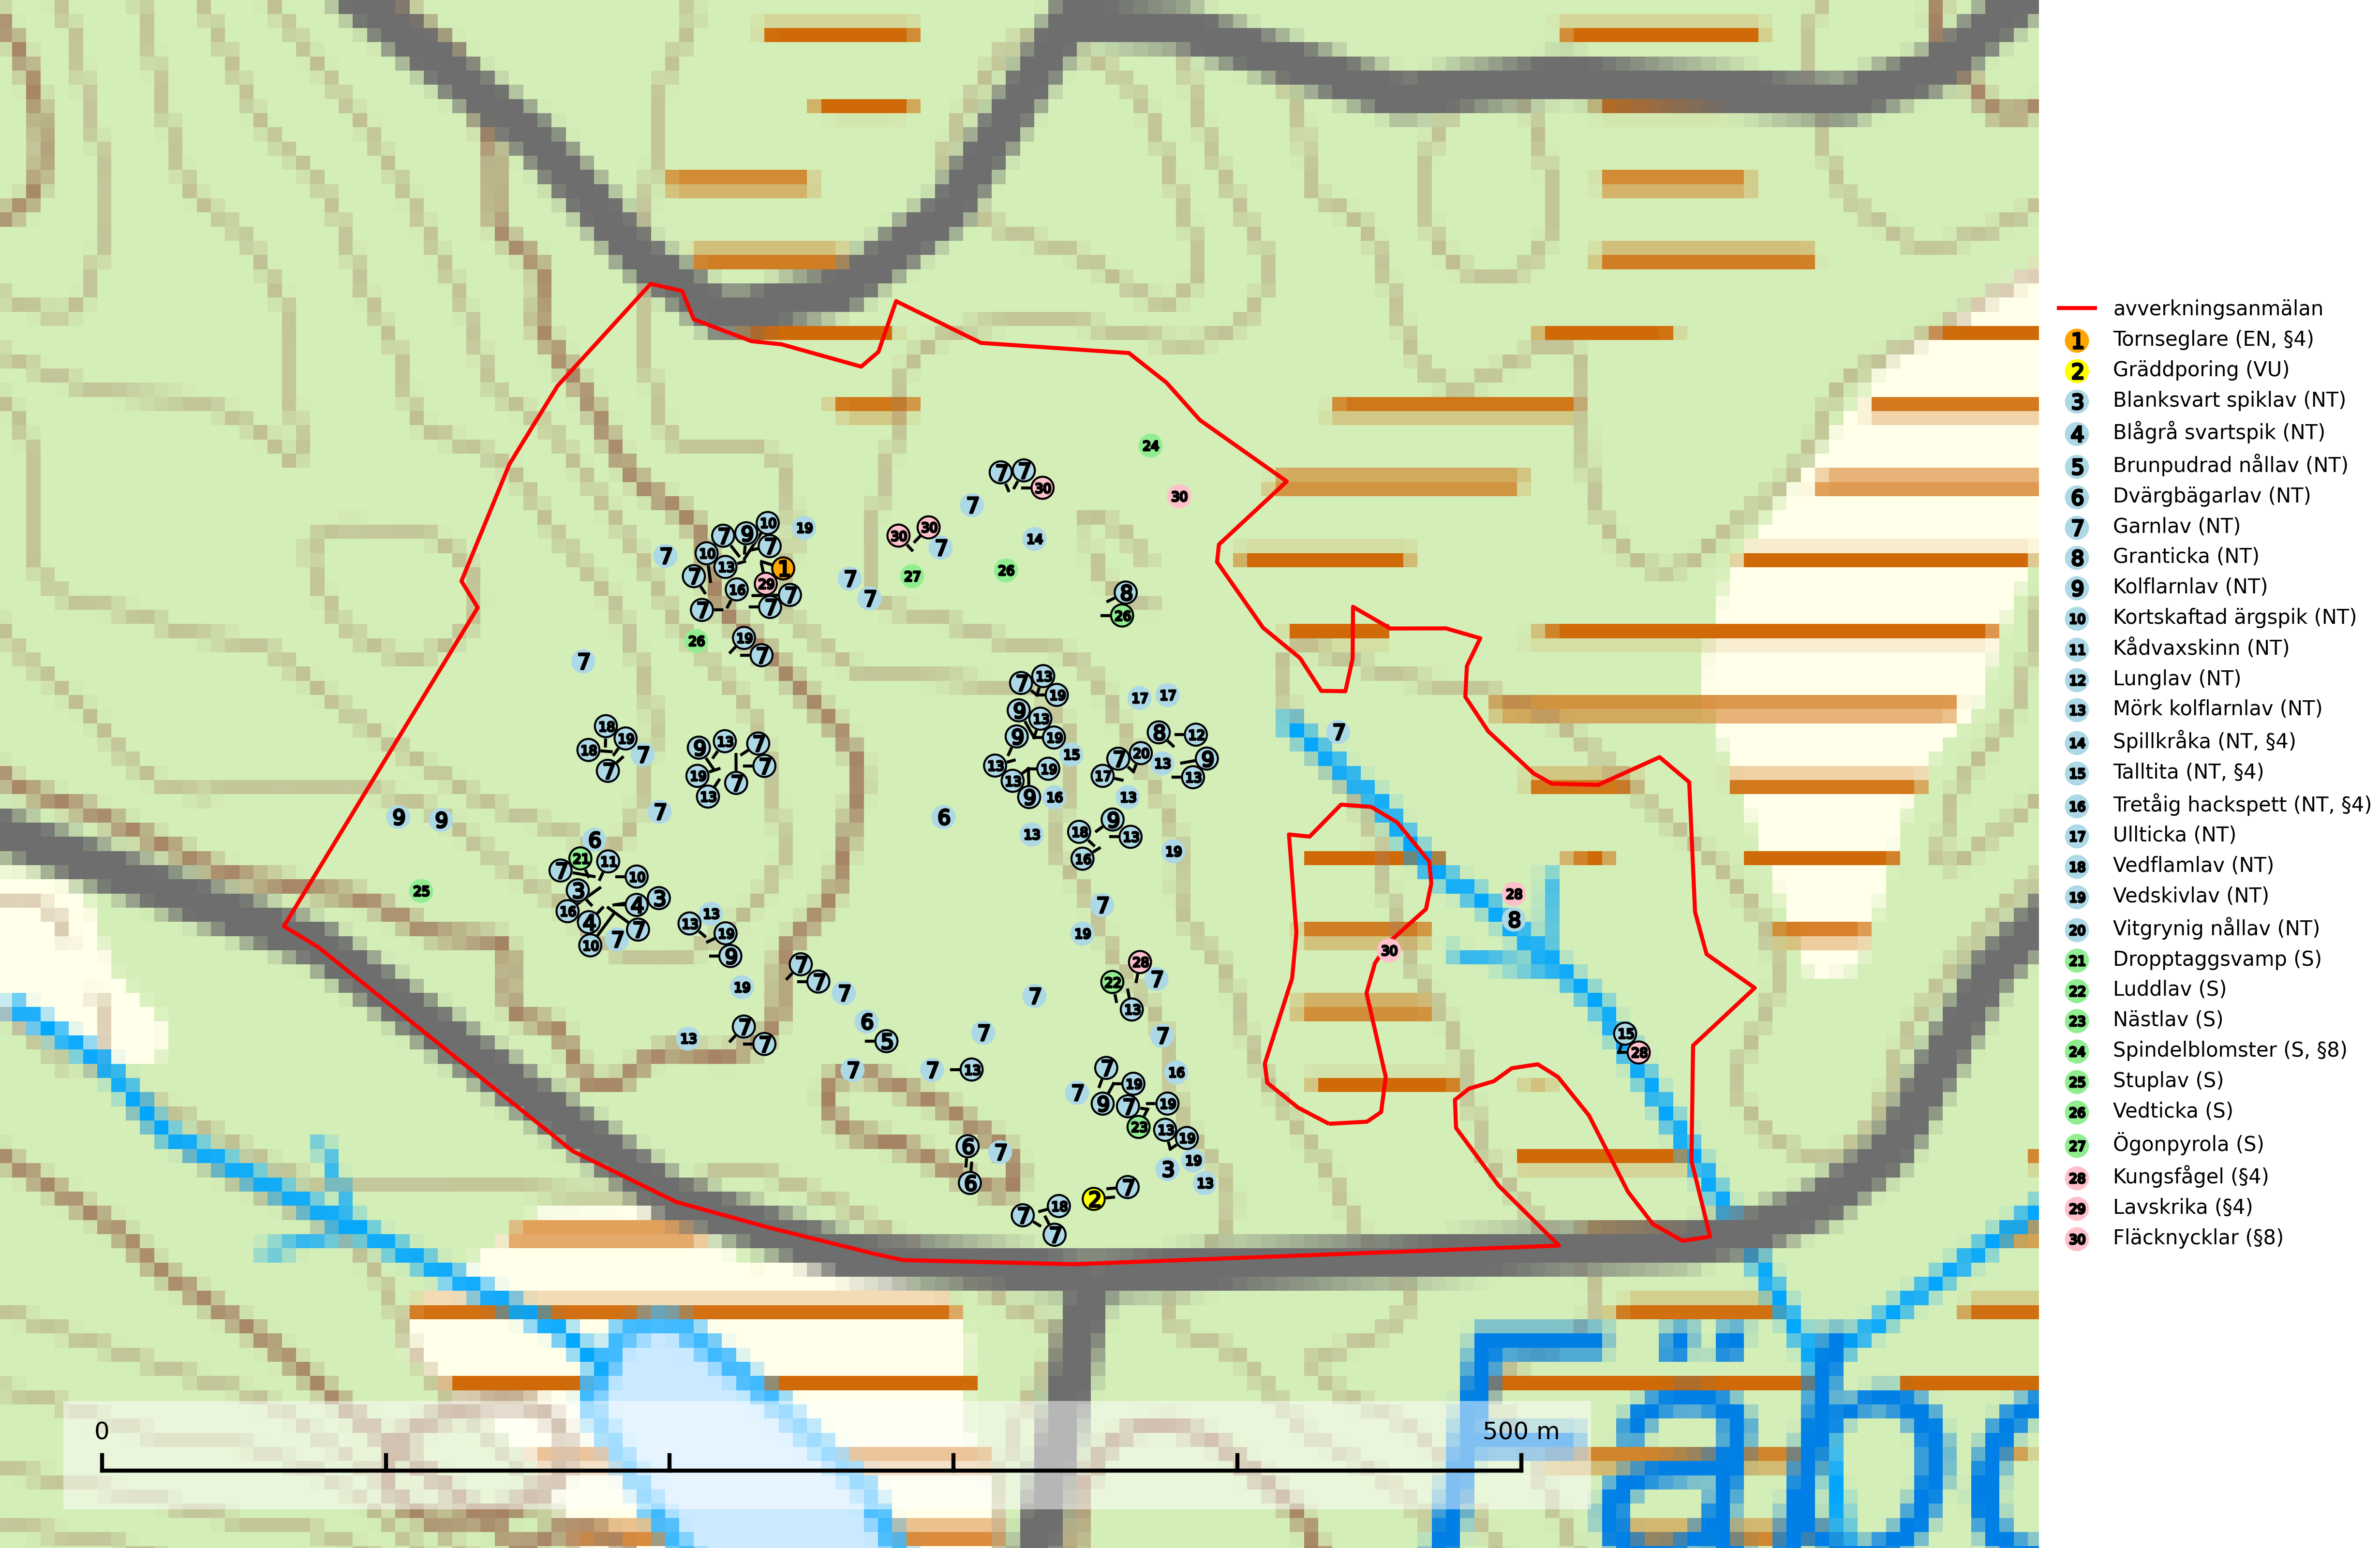 avverkningsanmälan
1 Tornseglare (EN, §4)
2 Gräddporing (VU)
3 Blanksvart spiklav (NT)
4 Blågrå svartspik (NT)
5 Brunpudrad nållav (NT)
6 Dvärgbägarlav (NT)
7 Garnlav (NT)
8 Granticka (NT)
9 Kolflarnlav (NT)
10 Kortskaftad ärgspik (NT)
11 Kådvaxskinn (NT)
12 Lunglav (NT)
13 Mörk kolflarnlav (NT)
14 Spillkråka (NT, §4)
15 Talltita (NT, §4)
16 Tretåig hackspett (NT, §4)
17 Ullticka (NT)
18 Vedflamlav (NT)
19 Vedskivlav (NT)
20 Vitgrynig nållav (NT)
21 Dropptaggsvamp (S)
22 Luddlav (S)
23 Nästlav (S)
24 Spindelblomster (S, §8)
25 Stuplav (S)
26 Vedticka (S)
27 Ögonpyrola (S)
28 Kungsfågel (§4)
29 Lavskrika (§4)
30 Fläcknycklar (§8)
0 500 m